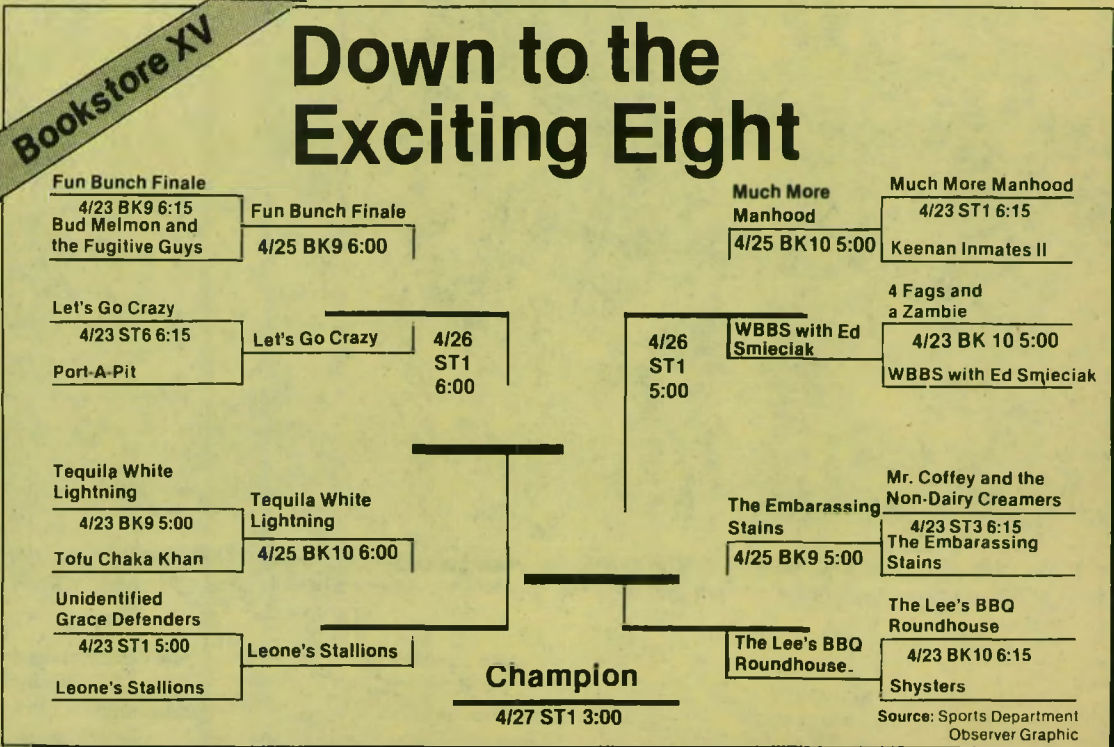 Bookstore XV
Down to the
Exciting Eight
Fun Bunch Finale
4/23 BK9 6:15
Bud Melmon and
the Fugitive Guys
Fun Bunch Finale
4/25 BK9 6:00
Let's Go Crazy
4/23 ST6 6:15
Port-A-Pit
Let's Go Crazy
4/26
ST1
6:00
Tequila White
Lightning
4/23 BK9 5:00
Tofu Chaka Khan
Tequila White
Lightning
4/25 BK10 6:00
Unidentified
Grace Defenders
4/23 ST1 5:00
Leone's Stallions
Leone's Stallions
Much More
Manhood
4/25 BK10 5:00
Much More Manhood
4/23 ST1 6:15
Keenan Inmates II
4/26
ST1
5:00
WBBS with Ed
Smieciak
4 Fags and
a Zambie
4/23 BK 10 5:00
WBBS with Ed Smieciak
The Embarassing
Stains
4/25 BK9 5:00
Mr. Coffey and the
Non-Dairy Creamers
4/23 ST3 6:15
The Embarassing
Stains
The Lee's BBQ
Roundhouse
The Lee's BBQ
Roundhouse
4/23 BK10 6:15
Shysters
Champion
4/27 ST1 3:00
Source: Sports Department
Observer Graphic